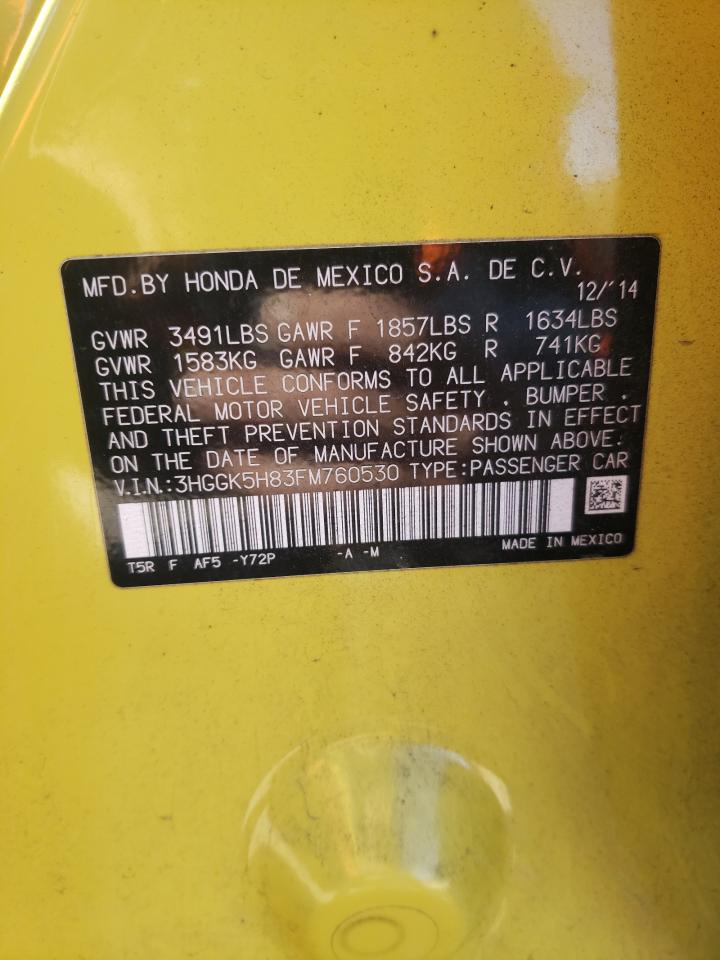 MFD.BY HONDA DE MEXICO S.A. DE C.V.
12/'14
GVWR 3491LBS GAWR F 1857LBS R 1634LBS
GVWR 1583KG GAWR F 842KG R 741KG
THIS VEHICLE CONFORMS TO ALL APPLICABLE
FEDERAL MOTOR VEHICLE SAFETY . BUMPER .
AND THEFT PREVENTION STANDARDS IN EFFECT
ON THE DATE OF MANUFACTURE SHOWN ABOVE.
V.I.N.:3HGGK5H83FM760530 TYPE:PASSENGER CAR
T5R F AF5 -Y72P -A -M MADE IN MEXICO